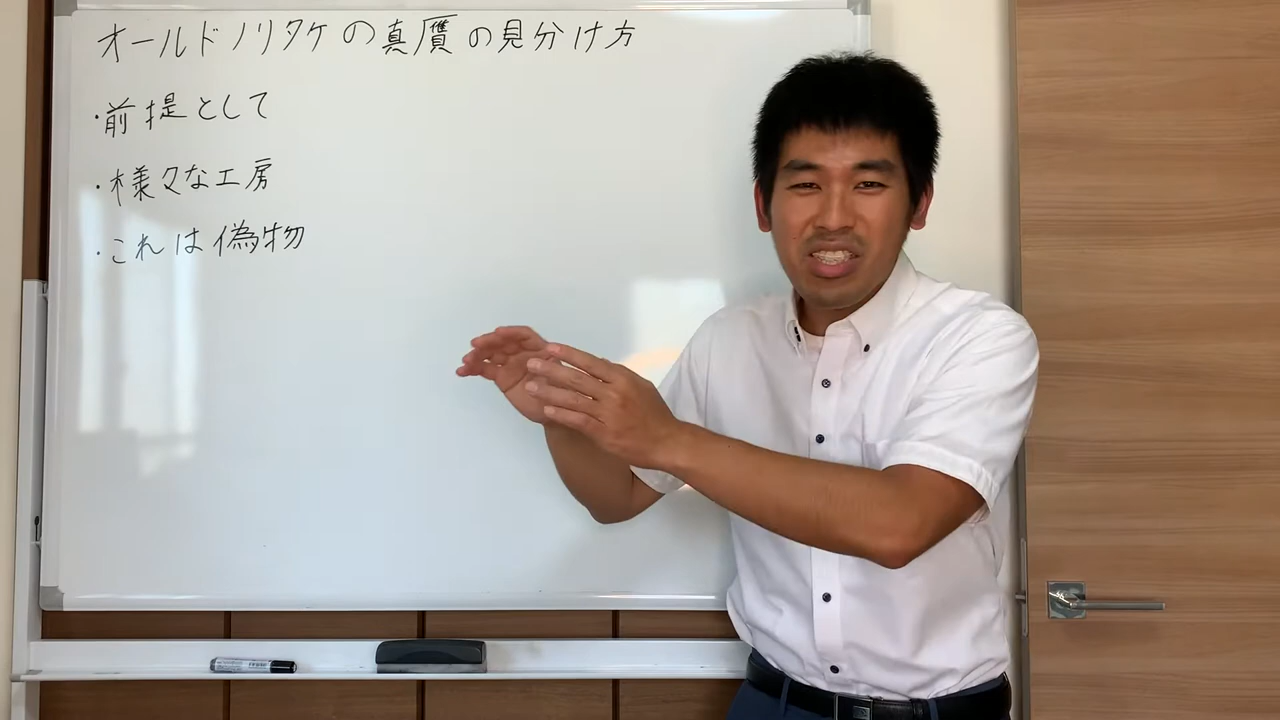 オールドノリタケの真贋の見分け方
・前提として
・様々な工房
・これは偽物